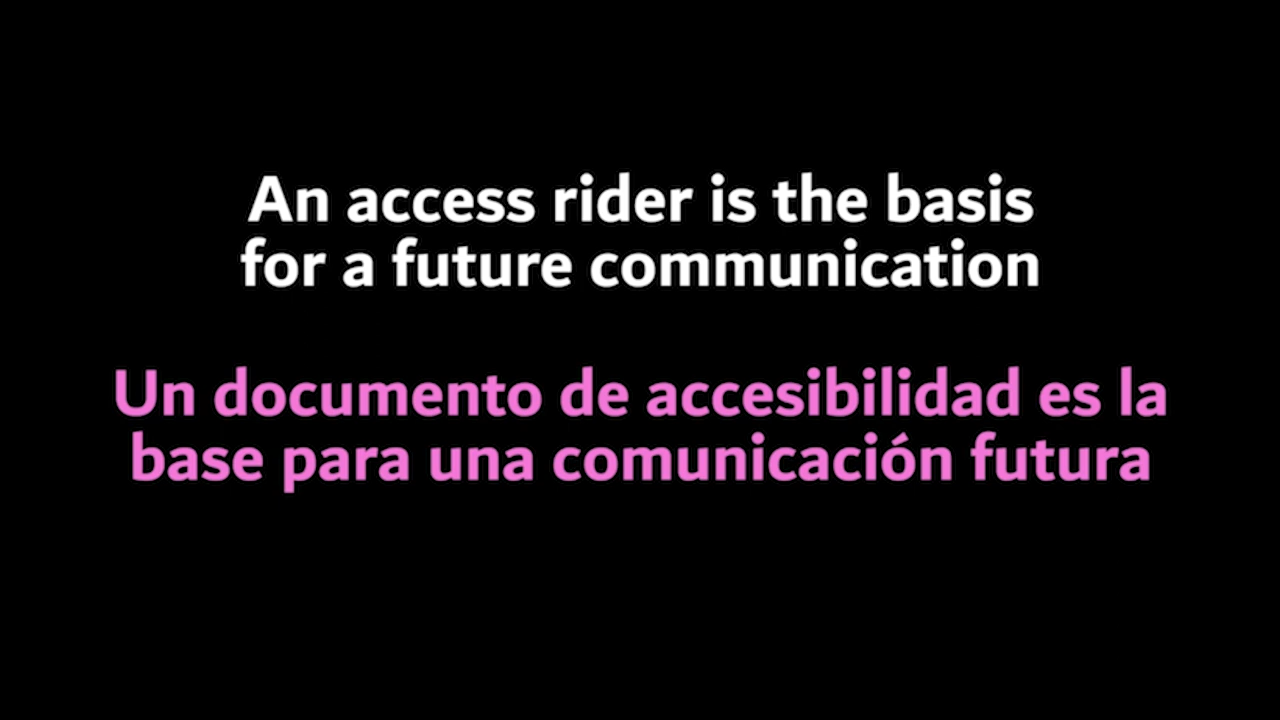 An access rider is the basis
for a future communication
Un documento de accesibilidad es la
base para una comunicación futura